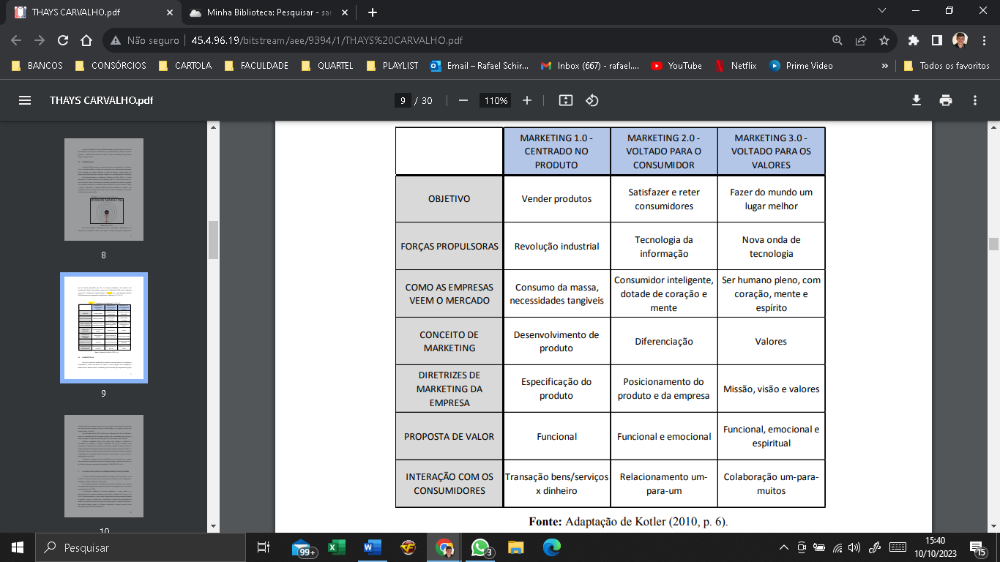 THAYS CARVALHO.pdf
Minha Biblioteca: Pesquisar - sar
Não seguro
45.4.96.19/bitstream/aee/9394/1/THAYS%20CARVALHO.pdf
BANCOS
CONSÓRCIOS
CARTOLA
FACULDADE
QUARTEL
PLAYLIST
Email – Rafael Schir...
Inbox (667) - rafael....
YouTube
Netflix
Prime Video
»
Todos os favoritos
THAYS CARVALHO.pdf
9 / 30
110%
8
9
10
MARKETING 1.0 -
CENTRADO NO
PRODUTO
MARKETING 2.0 -
VOLTADO PARA O
CONSUMIDOR
MARKETING 3.0 -
VOLTADO PARA OS
VALORES
OBJETIVO
Vender produtos
Satisfazer e reter
consumidores
Fazer do mundo um
lugar melhor
FORÇAS PROPULSORAS
Revolução industrial
Tecnologia da
informação
Nova onda de
tecnologia
COMO AS EMPRESAS
VEEM O MERCADO
Consumo da massa,
necessidades tangiveis
Consumidor inteligente,
dotade de coração e
mente
Ser humano pleno, com
coração, mente e
espírito
CONCEITO DE
MARKETING
Desenvolvimento de
produto
Diferenciação
Valores
DIRETRIZES DE
MARKETING DA
EMPRESA
Especificação do
produto
Posicionamento do
produto e da empresa
Missão, visão e valores
PROPOSTA DE VALOR
Funcional
Funcional e emocional
Funcional, emocional e
espiritual
INTERAÇÃO COM OS
CONSUMIDORES
Transação bens/serviços
x dinheiro
Relacionamento um-
para-um
Colaboração um-para-
muitos
Fonte: Adaptação de Kotler (2010, p. 6).
Pesquisar
99+
3
15:40
10/10/2023
15